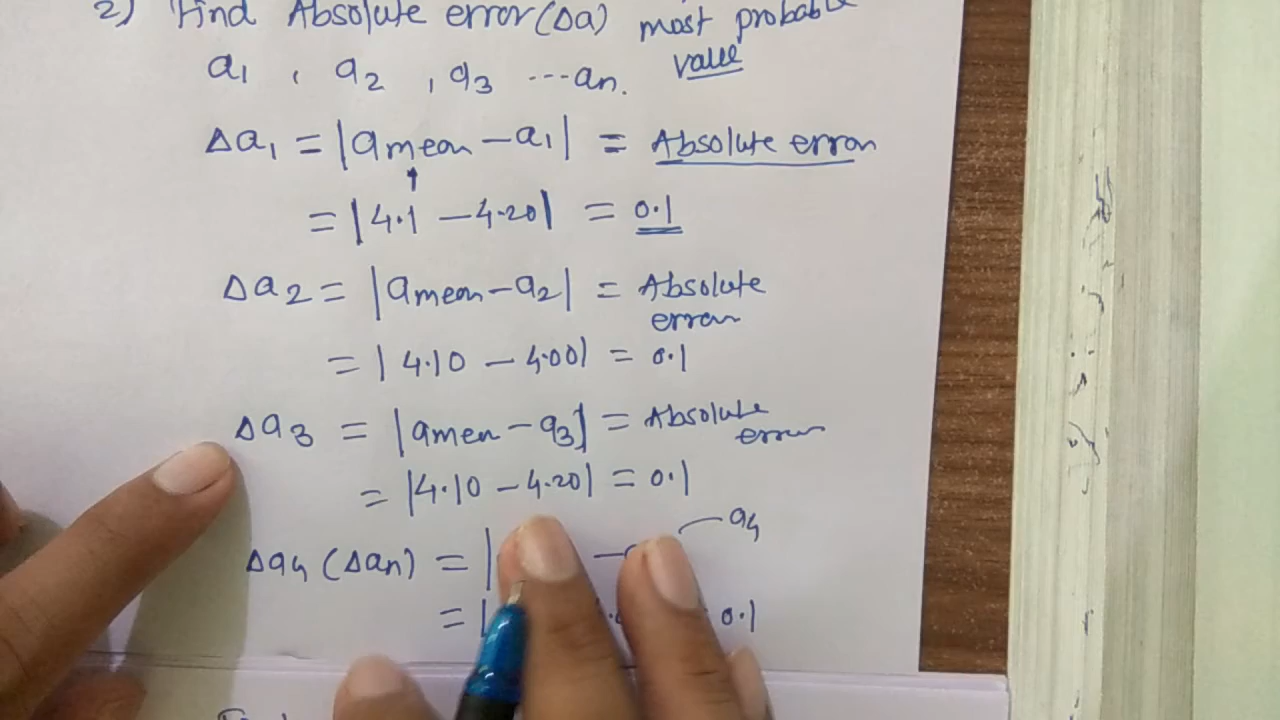 2) Find Absolute error(Δa) most probable value
a1 , a2 , a3 ---an.
Δa1 = |amean - a1| = Absolute error
= |4.1 - 4.20| = 0.1
Δa2 = |amean - a2| = Absolute error
= |4.10 - 4.00| = 0.1
Δa3 = |amen - a3| = Absolute error
= |4.10 - 4.20| = 0.1
Δa4 (Δan) = | - a4
= | 0.1